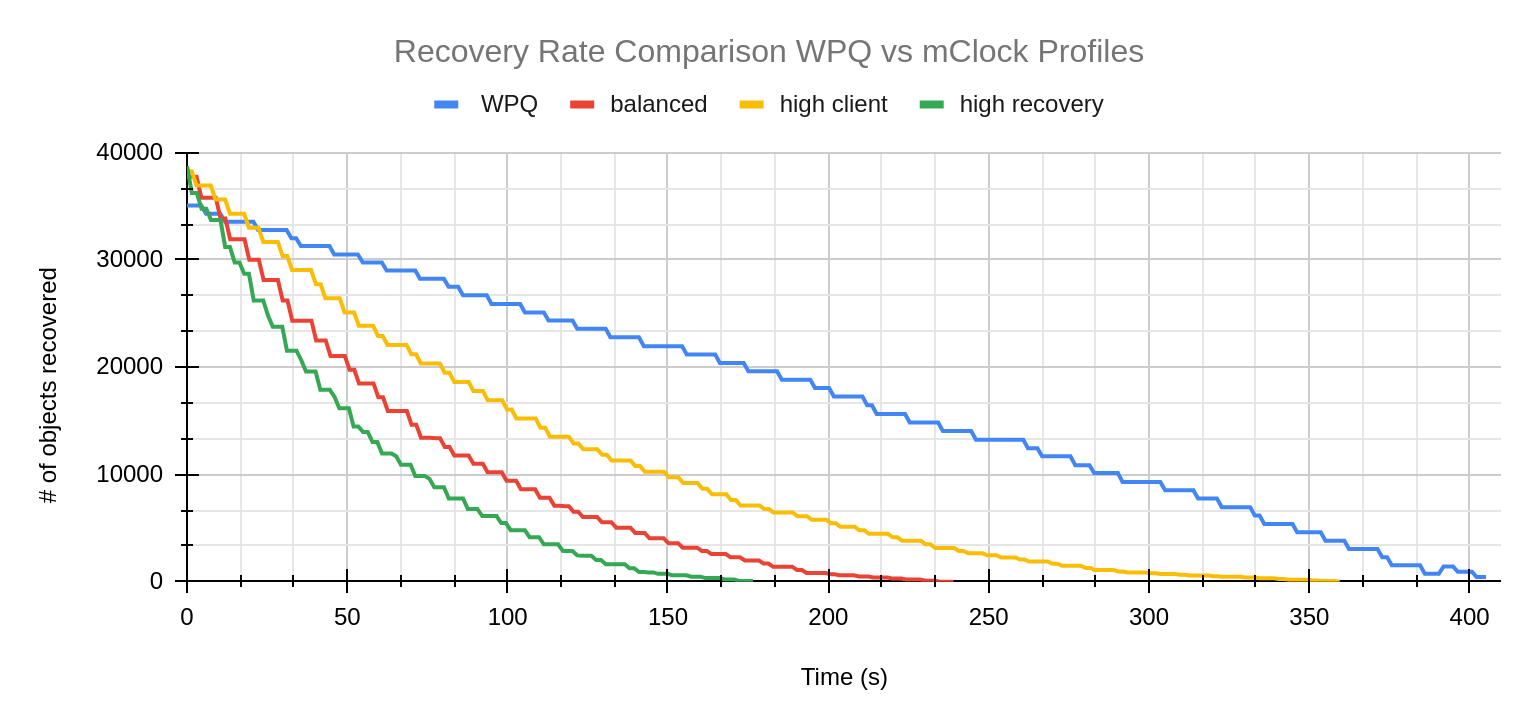 Recovery Rate Comparison WPQ vs mClock Profiles
WPQ balanced high client high recovery
# of objects recovered
40000
30000
20000
10000
0
0 50 100 150 200 250 300 350 400
Time (s)